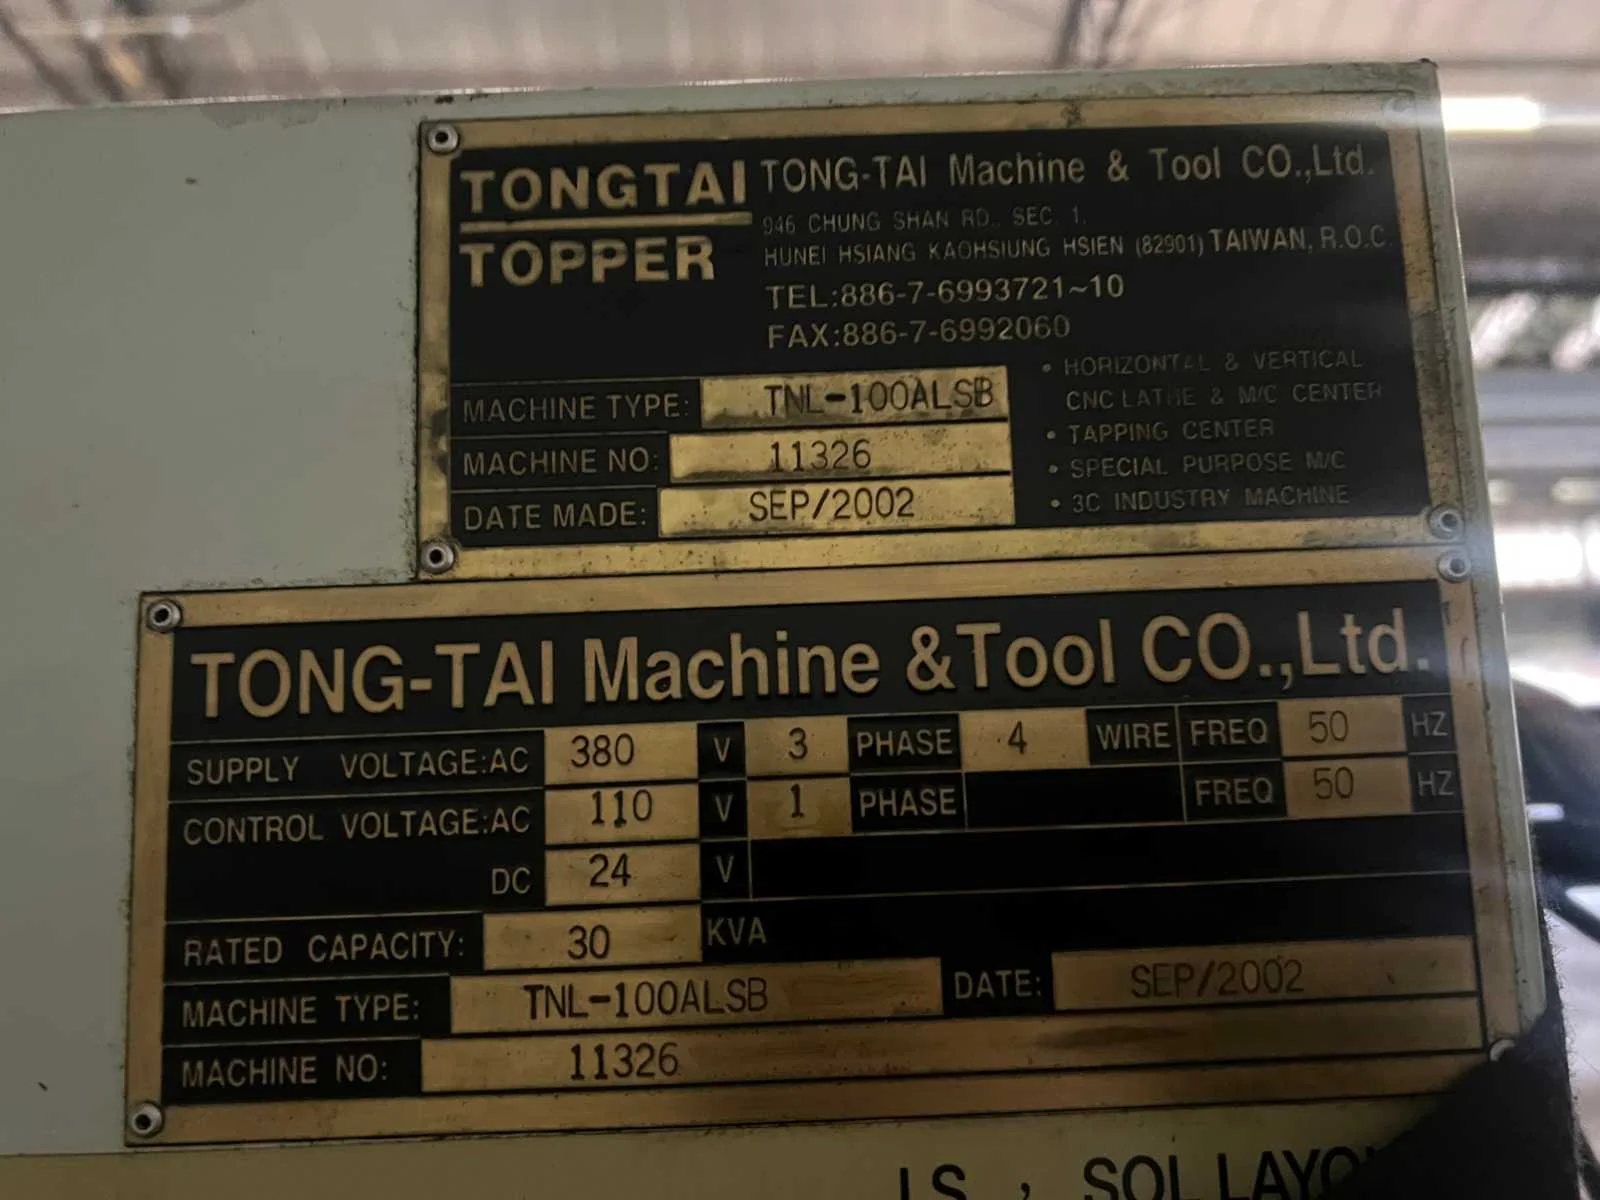 TONGTAI
TOPPER
TONG-TAI Machine & Tool CO.,Ltd.
946 CHUNG SHAN RD., SEC. 1,
HUNEI HSIANG KAOHSIUNG HSIEN (82901) TAIWAN, R.O.C.
TEL:886-7-6993721~10
FAX:886-7-6992060
MACHINE TYPE: TNL-100ALSB
MACHINE NO: 11326
DATE MADE: SEP/2002
• HORIZONTAL & VERTICAL
CNC LATHE & M/C CENTER
• TAPPING CENTER
• SPECIAL PURPOSE M/C
• 3C INDUSTRY MACHINE
TONG-TAI Machine &Tool CO.,Ltd.
SUPPLY VOLTAGE:AC 380 V 3 PHASE 4 WIRE FREQ 50 HZ
CONTROL VOLTAGE:AC 110 V 1 PHASE FREQ 50 HZ
DC 24 V
RATED CAPACITY: 30 KVA
MACHINE TYPE: TNL-100ALSB DATE: SEP/2002
MACHINE NO: 11326
LS , SOL LAYO